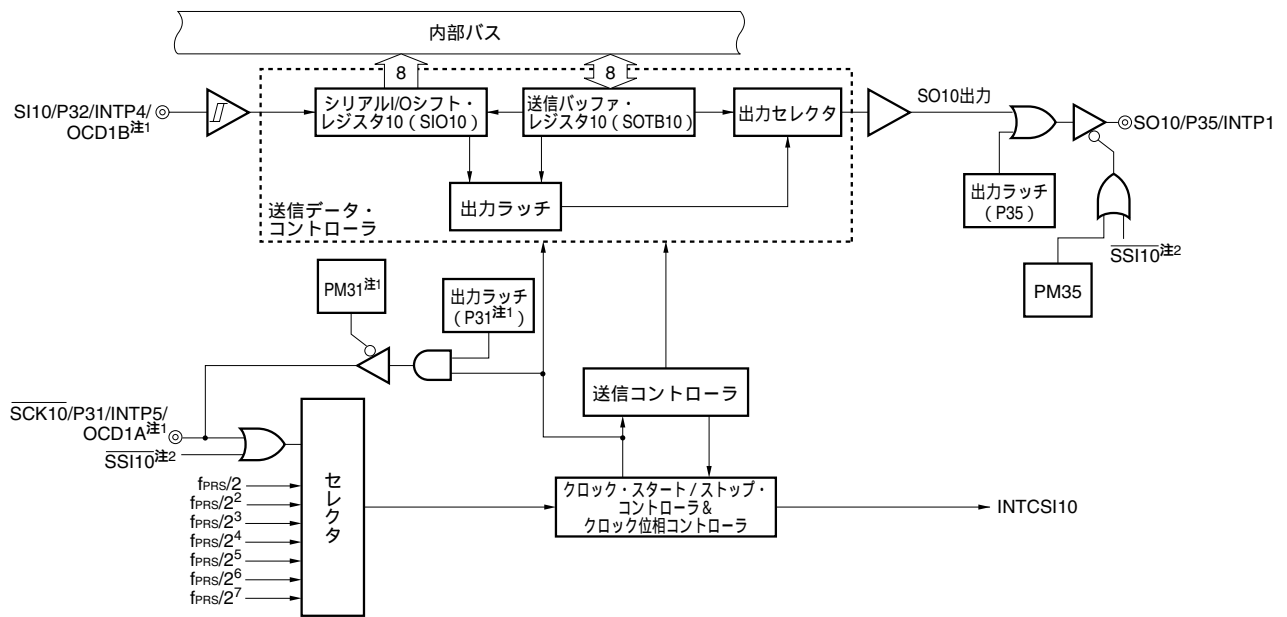 内部バス
8
8
SI10/P32/INTP4/
OCD1B注1
シリアルI/Oシフト・
レジスタ10（SIO10）
送信バッファ・
レジスタ10（SOTB10）
出力セレクタ
SO10出力
SO10/P35/INTP1
出力ラッチ
送信データ・
コントローラ
出力ラッチ
（P35）
SSI10注2
PM35
PM31注1
出力ラッチ
（P31注1）
送信コントローラ
SCK10/P31/INTP5/
OCD1A注1
SSI10注2
セレクタ
fPRS/2
fPRS/2²
fPRS/2³
fPRS/2⁴
fPRS/2⁵
fPRS/2⁶
fPRS/2⁷
クロック・スタート/ストップ・
コントローラ&
クロック位相コントローラ
INTCSI10